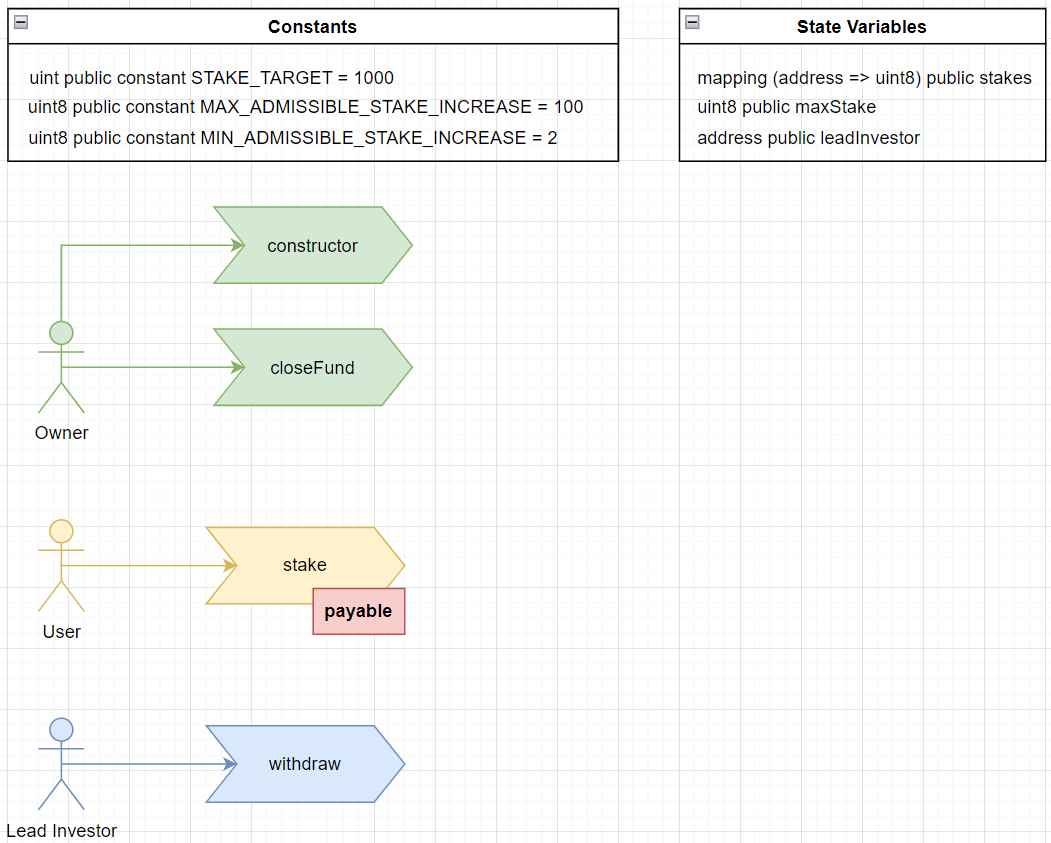 Constants
uint public constant STAKE_TARGET = 1000
uint8 public constant MAX_ADMISSIBLE_STAKE_INCREASE = 100
uint8 public constant MIN_ADMISSIBLE_STAKE_INCREASE = 2
State Variables
mapping (address => uint8) public stakes
uint8 public maxStake
address public leadInvestor
constructor
closeFund
Owner
stake
payable
User
withdraw
Lead Investor